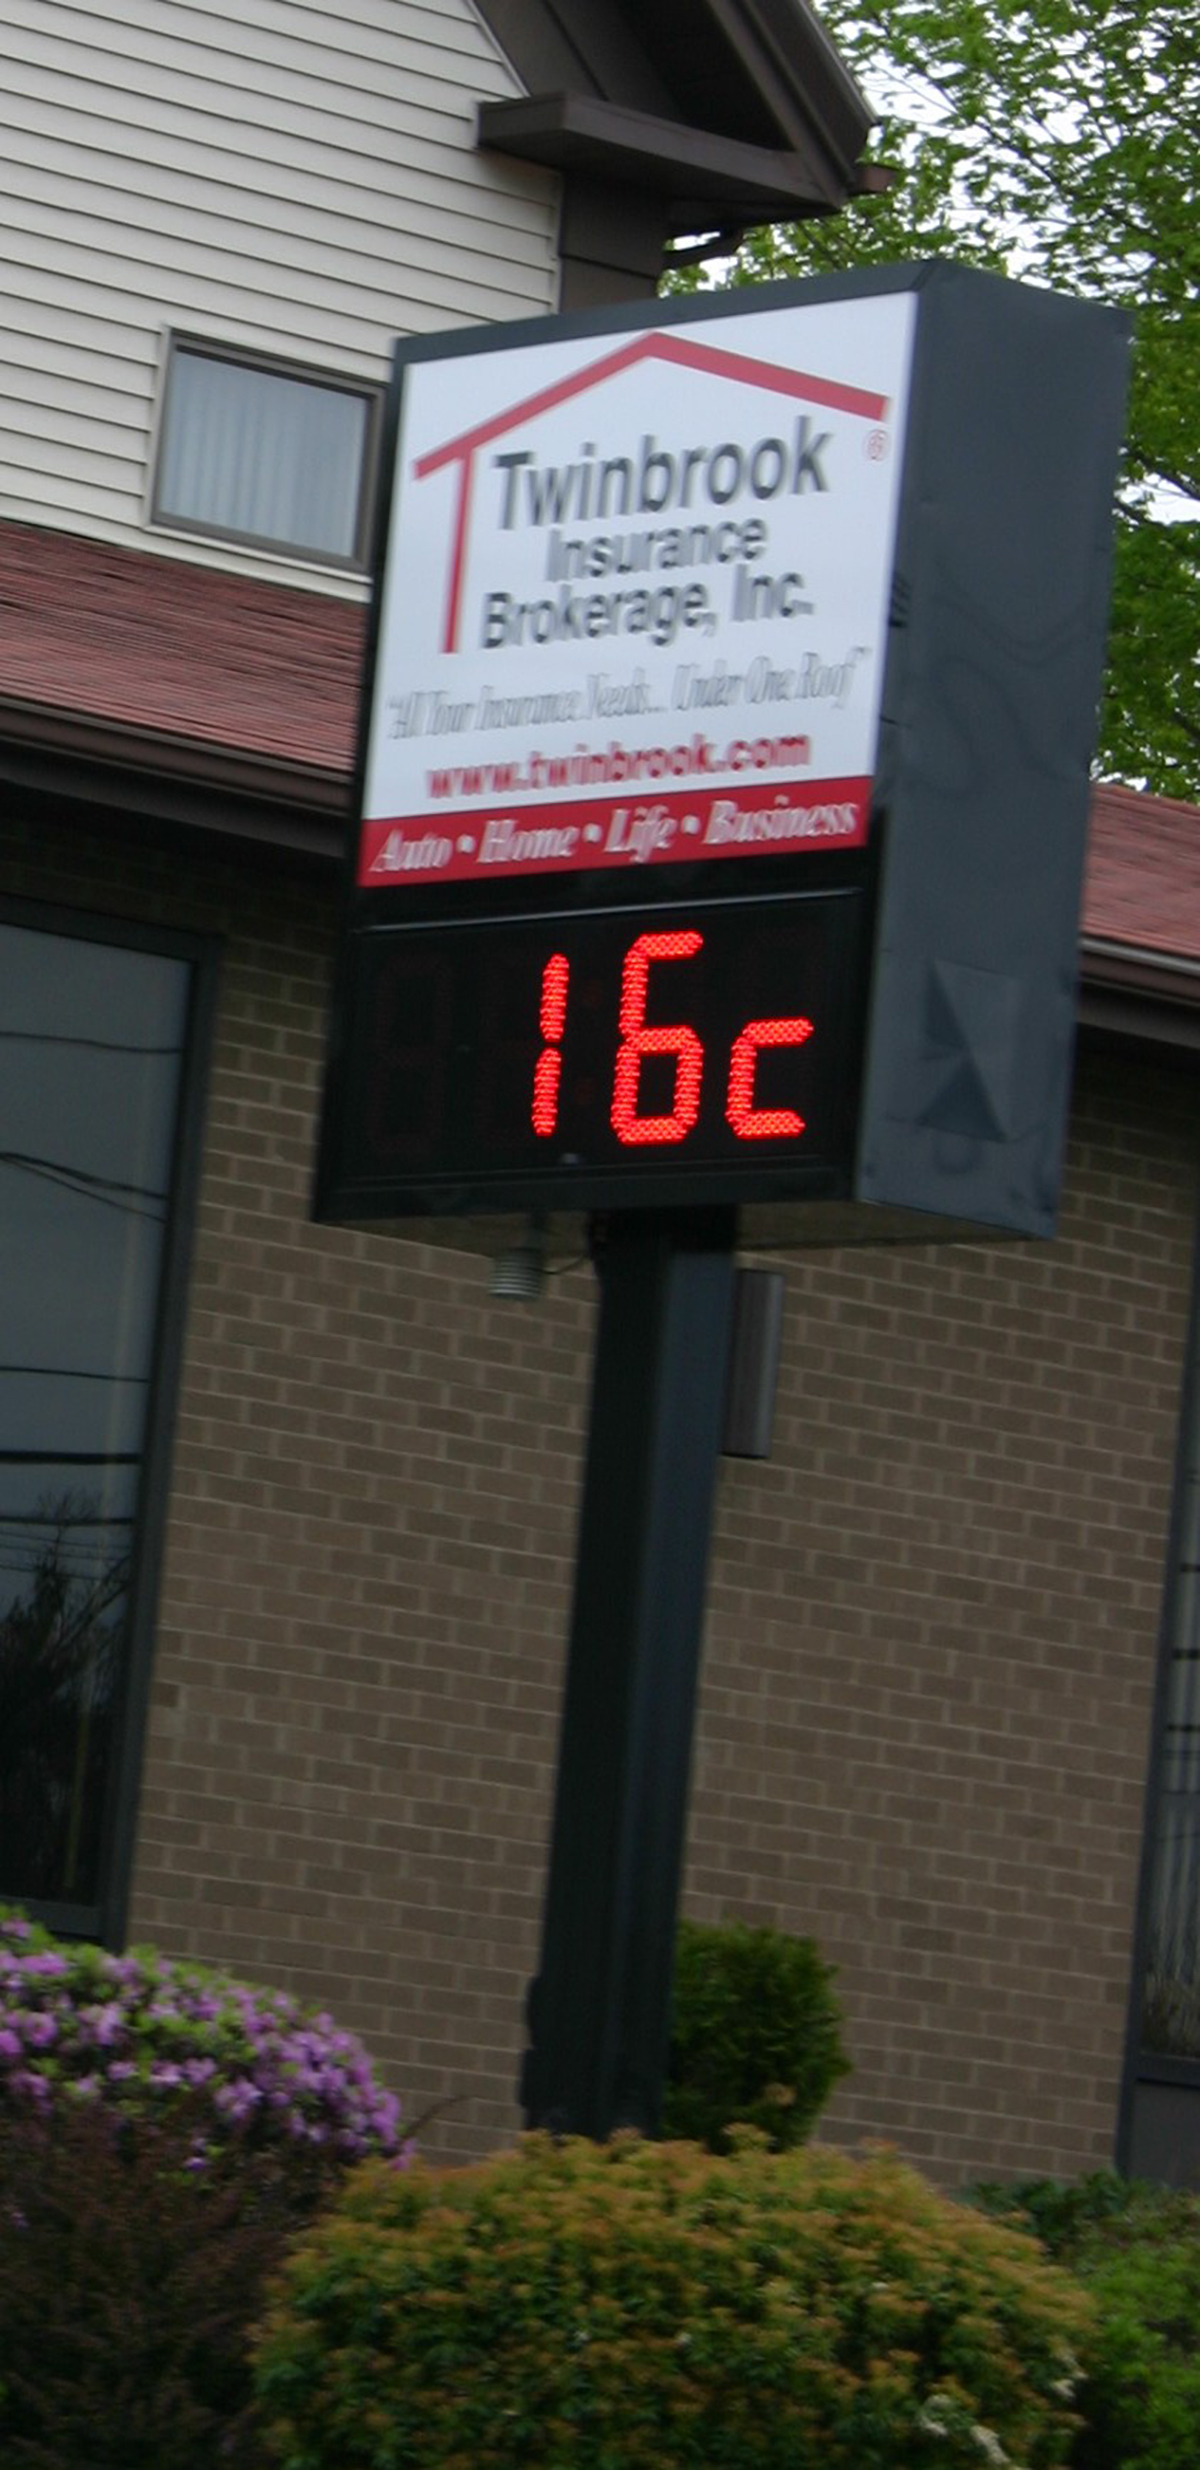 Twinbrook
Insurance
Brokerage, Inc.
"All Your Insurance Needs... Under One Roof"
www.twinbrook.com
Auto • Home • Life • Business
16c